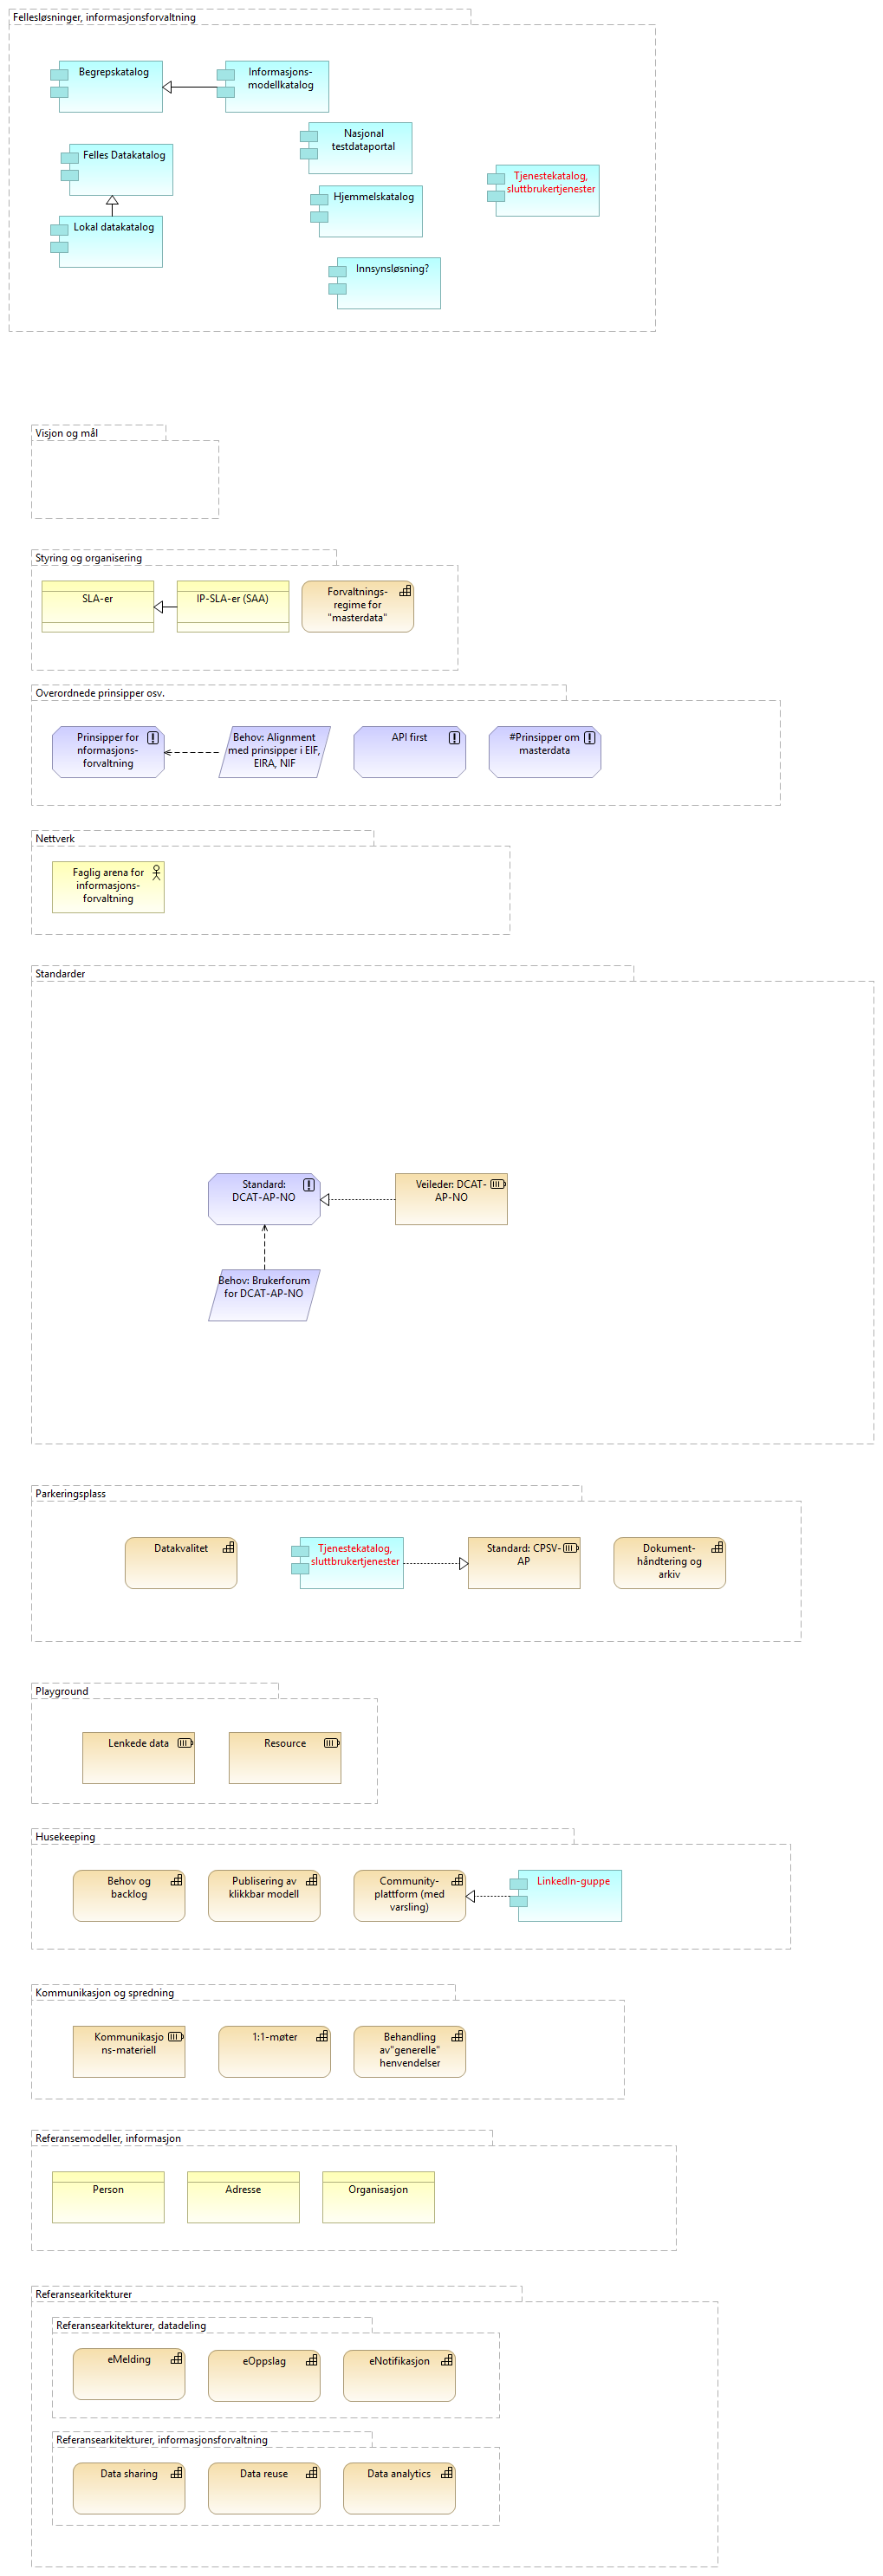 Fellesløsninger, informasjonsforvaltning
Begrepskatalog
Informasjons-
modellkatalog
Nasjonal
testdataportal
Felles Datakatalog
Tjenestekatalog,
sluttbrukertjenester
Hjemmelskatalog
Lokal datakatalog
Innsynsløsning?
Visjon og mål
Styring og organisering
SLA-er
IP-SLA-er (SAA)
Forvaltnings-
regime for
"masterdata"
Overordnede prinsipper osv.
Prinsipper for
nformasjons-
forvaltning
Behov: Alignment
med prinsipper i EIF,
EIRA, NIF
API first
#Prinsipper om
masterdata
Nettverk
Faglig arena for
informasjons-
forvaltning
Standarder
Standard:
DCAT-AP-NO
Veileder: DCAT-
AP-NO
Behov: Brukerforum
for DCAT-AP-NO
Parkeringsplass
Datakvalitet
Tjenestekatalog,
sluttbrukertjenester
Standard: CPSV-
AP
Dokument-
håndtering og
arkiv
Playground
Lenkede data
Resource
Husekeeping
Behov og
backlog
Publisering av
klikkbar modell
Community-
plattform (med
varsling)
LinkedIn-guppe
Kommunikasjon og spredning
Kommunikasjo
ns-materiell
1:1-møter
Behandling
av"generelle"
henvendelser
Referansemodeller, informasjon
Person
Adresse
Organisasjon
Referansearkitekturer
Referansearkitekturer, datadeling
eMelding
eOppslag
eNotifikasjon
Referansearkitekturer, informasjonsforvaltning
Data sharing
Data reuse
Data analytics